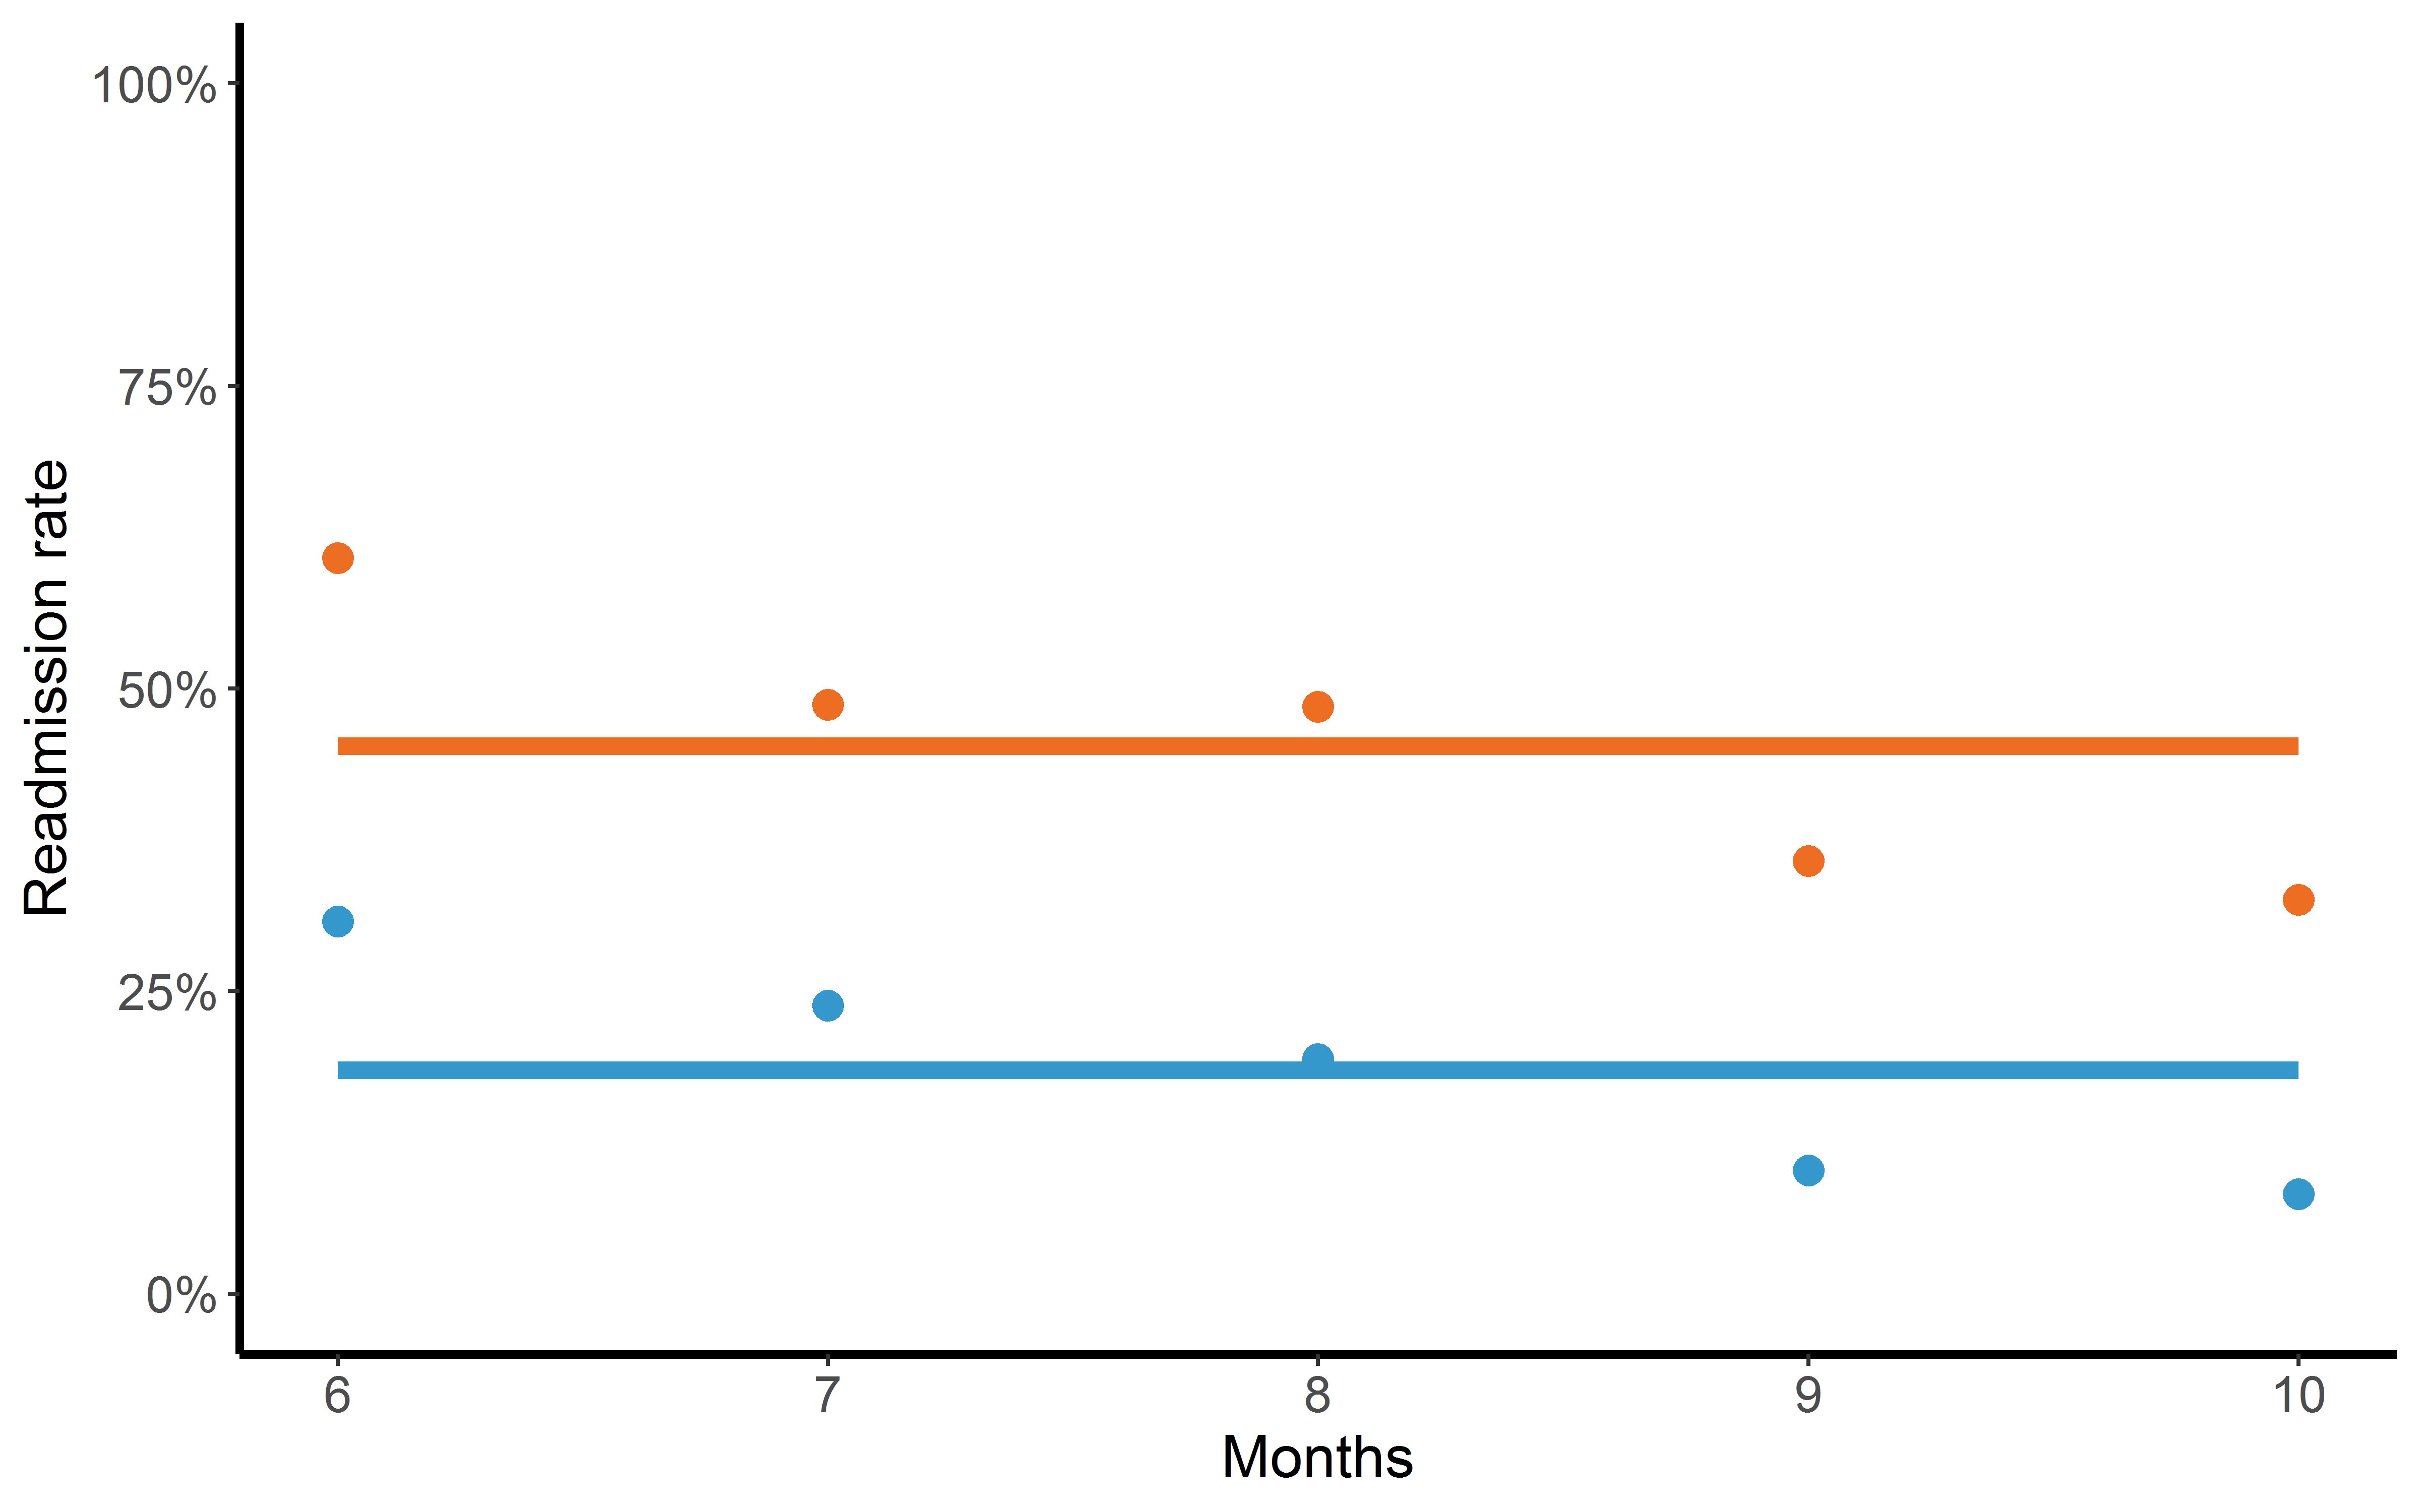 Readmission rate
100%
75%
50%
25%
0%
6 7 8 9 10
Months